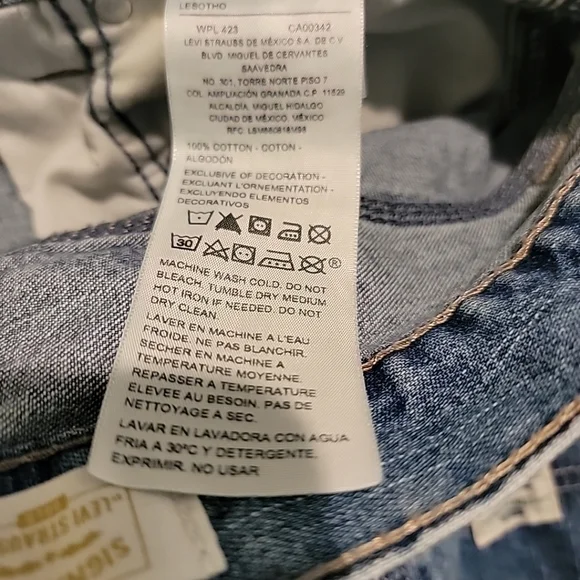 LESOTHO
WPL 423 CA00342
LEVI STRAUSS DE MÉXICO S.A. DE C.V.
BLVD. MIGUEL DE CERVANTES
SAAVEDRA
NO. 301, TORRE NORTE PISO 7
COL. AMPLIACIÓN GRANADA C.P. 11529
ALCALDÍA. MIGUEL HIDALGO
CIUDAD DE MÉXICO. MÉXICO.
RFC:
100% COTTON - COTON -
ALGODÓN
EXCLUSIVE OF DECORATION -
EXCLUANT L'ORNEMENTATION -
EXCLUYENDO ELEMENTOS
DECORATIVOS
30 ®
MACHINE WASH COLD. DO NOT
BLEACH. TUMBLE DRY MEDIUM
HOT IRON IF NEEDED. DO NOT
DRY CLEAN.
LAVER EN MACHINE A L'EAU
FROIDE. NE PAS BLANCHIR.
SECHER EN MACHINE A
TEMPERATURE MOYENNE.
REPASSER A TEMPERATURE
ELEVEE AU BESOIN. PAS DE
NETTOYAGE A SEC.
LAVAR EN LAVADORA CON AGUA
FRIA A 30ºC Y DETERGENTE.
EXPRIMIR. NO USAR
LEVI STRAUSS